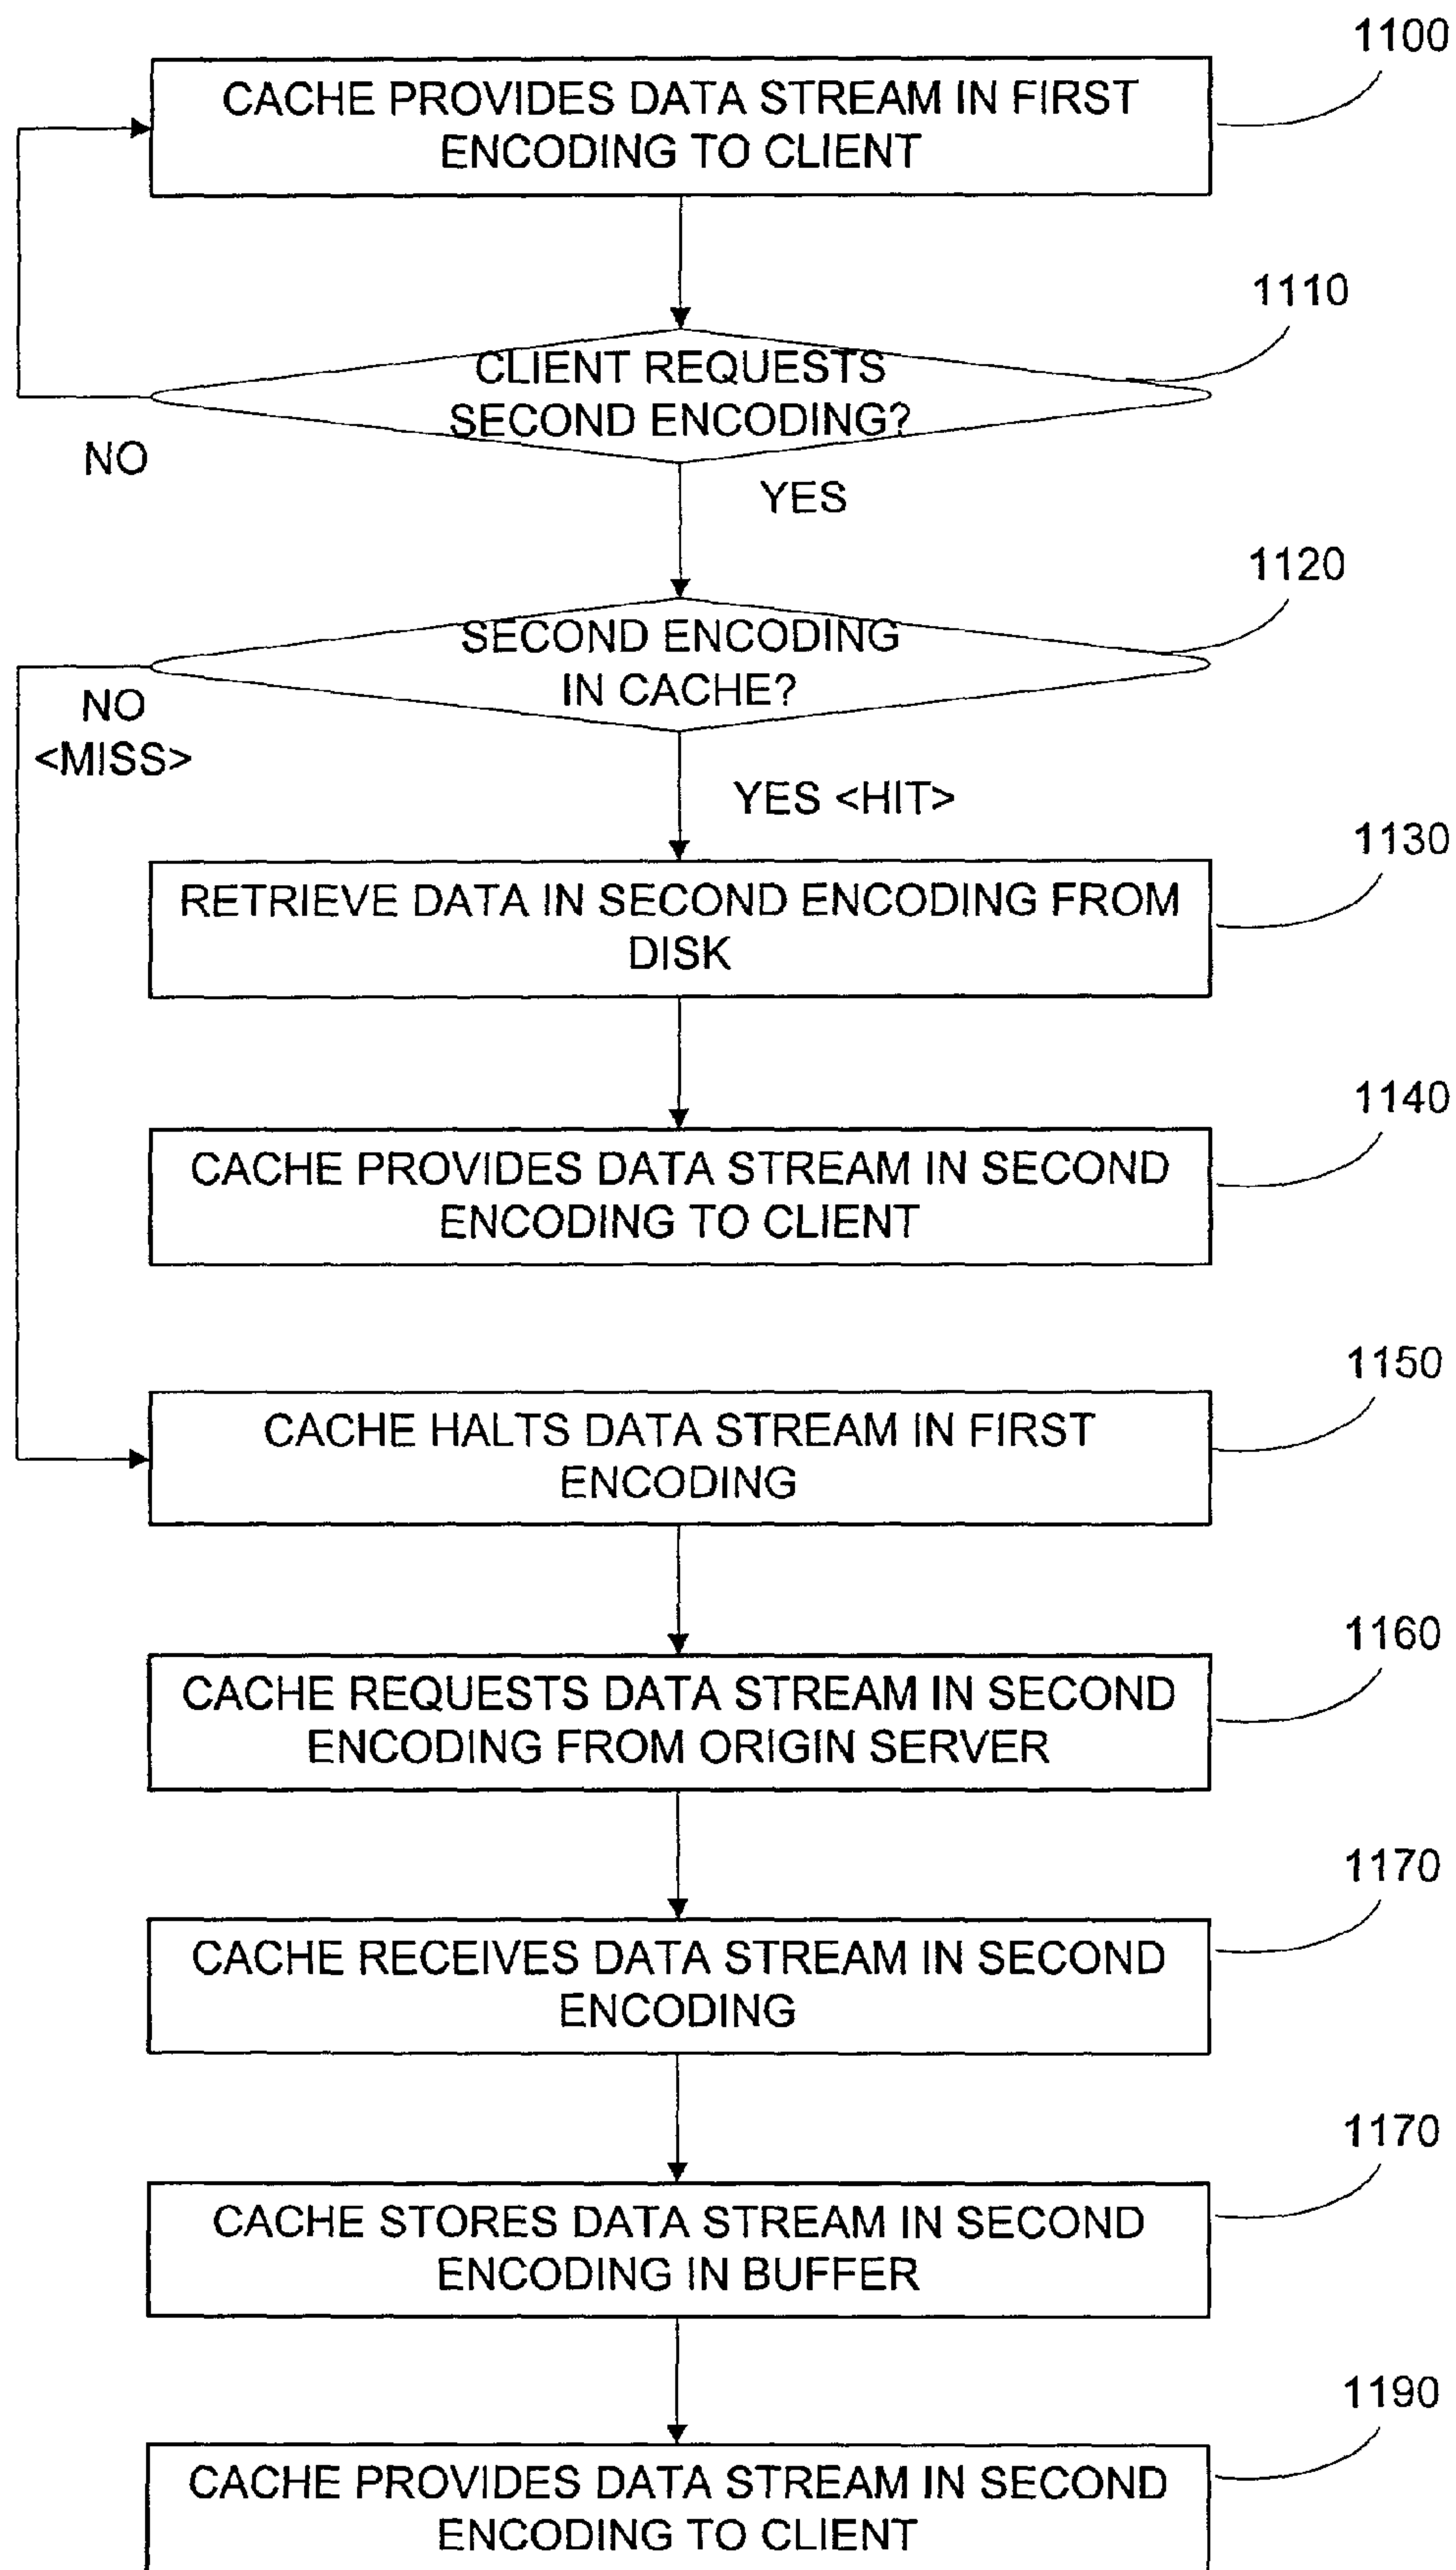 1100
CACHE PROVIDES DATA STREAM IN FIRST
ENCODING TO CLIENT
1110
CLIENT REQUESTS
SECOND ENCODING?
NO
YES
1120
SECOND ENCODING
IN CACHE?
NO
<MISS>
YES <HIT>
1130
RETRIEVE DATA IN SECOND ENCODING FROM
DISK
1140
CACHE PROVIDES DATA STREAM IN SECOND
ENCODING TO CLIENT
1150
CACHE HALTS DATA STREAM IN FIRST
ENCODING
1160
CACHE REQUESTS DATA STREAM IN SECOND
ENCODING FROM ORIGIN SERVER
1170
CACHE RECEIVES DATA STREAM IN SECOND
ENCODING
1170
CACHE STORES DATA STREAM IN SECOND
ENCODING IN BUFFER
1190
CACHE PROVIDES DATA STREAM IN SECOND
ENCODING TO CLIENT